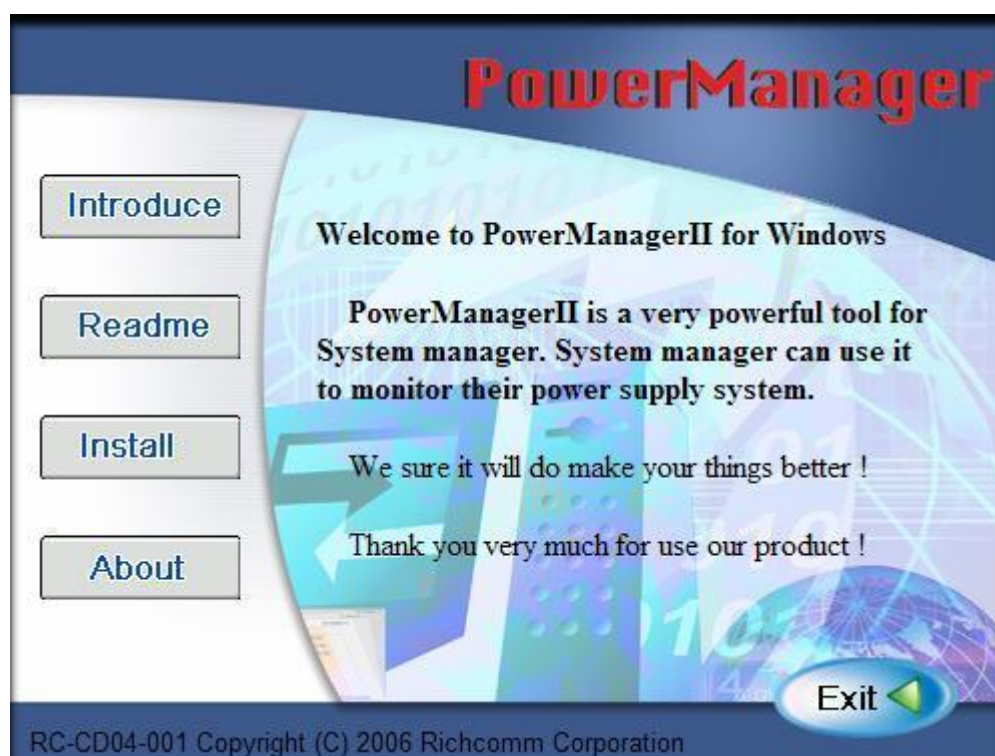 PowerManager
Introduce
Readme
Install
About
Welcome to PowerManagerII for Windows
PowerManagerII is a very powerful tool for
System manager. System manager can use it
to monitor their power supply system.
We sure it will do make your things better !
Thank you very much for use our product !
Exit
RC-CD04-001 Copyright (C) 2006 Richcomm Corporation